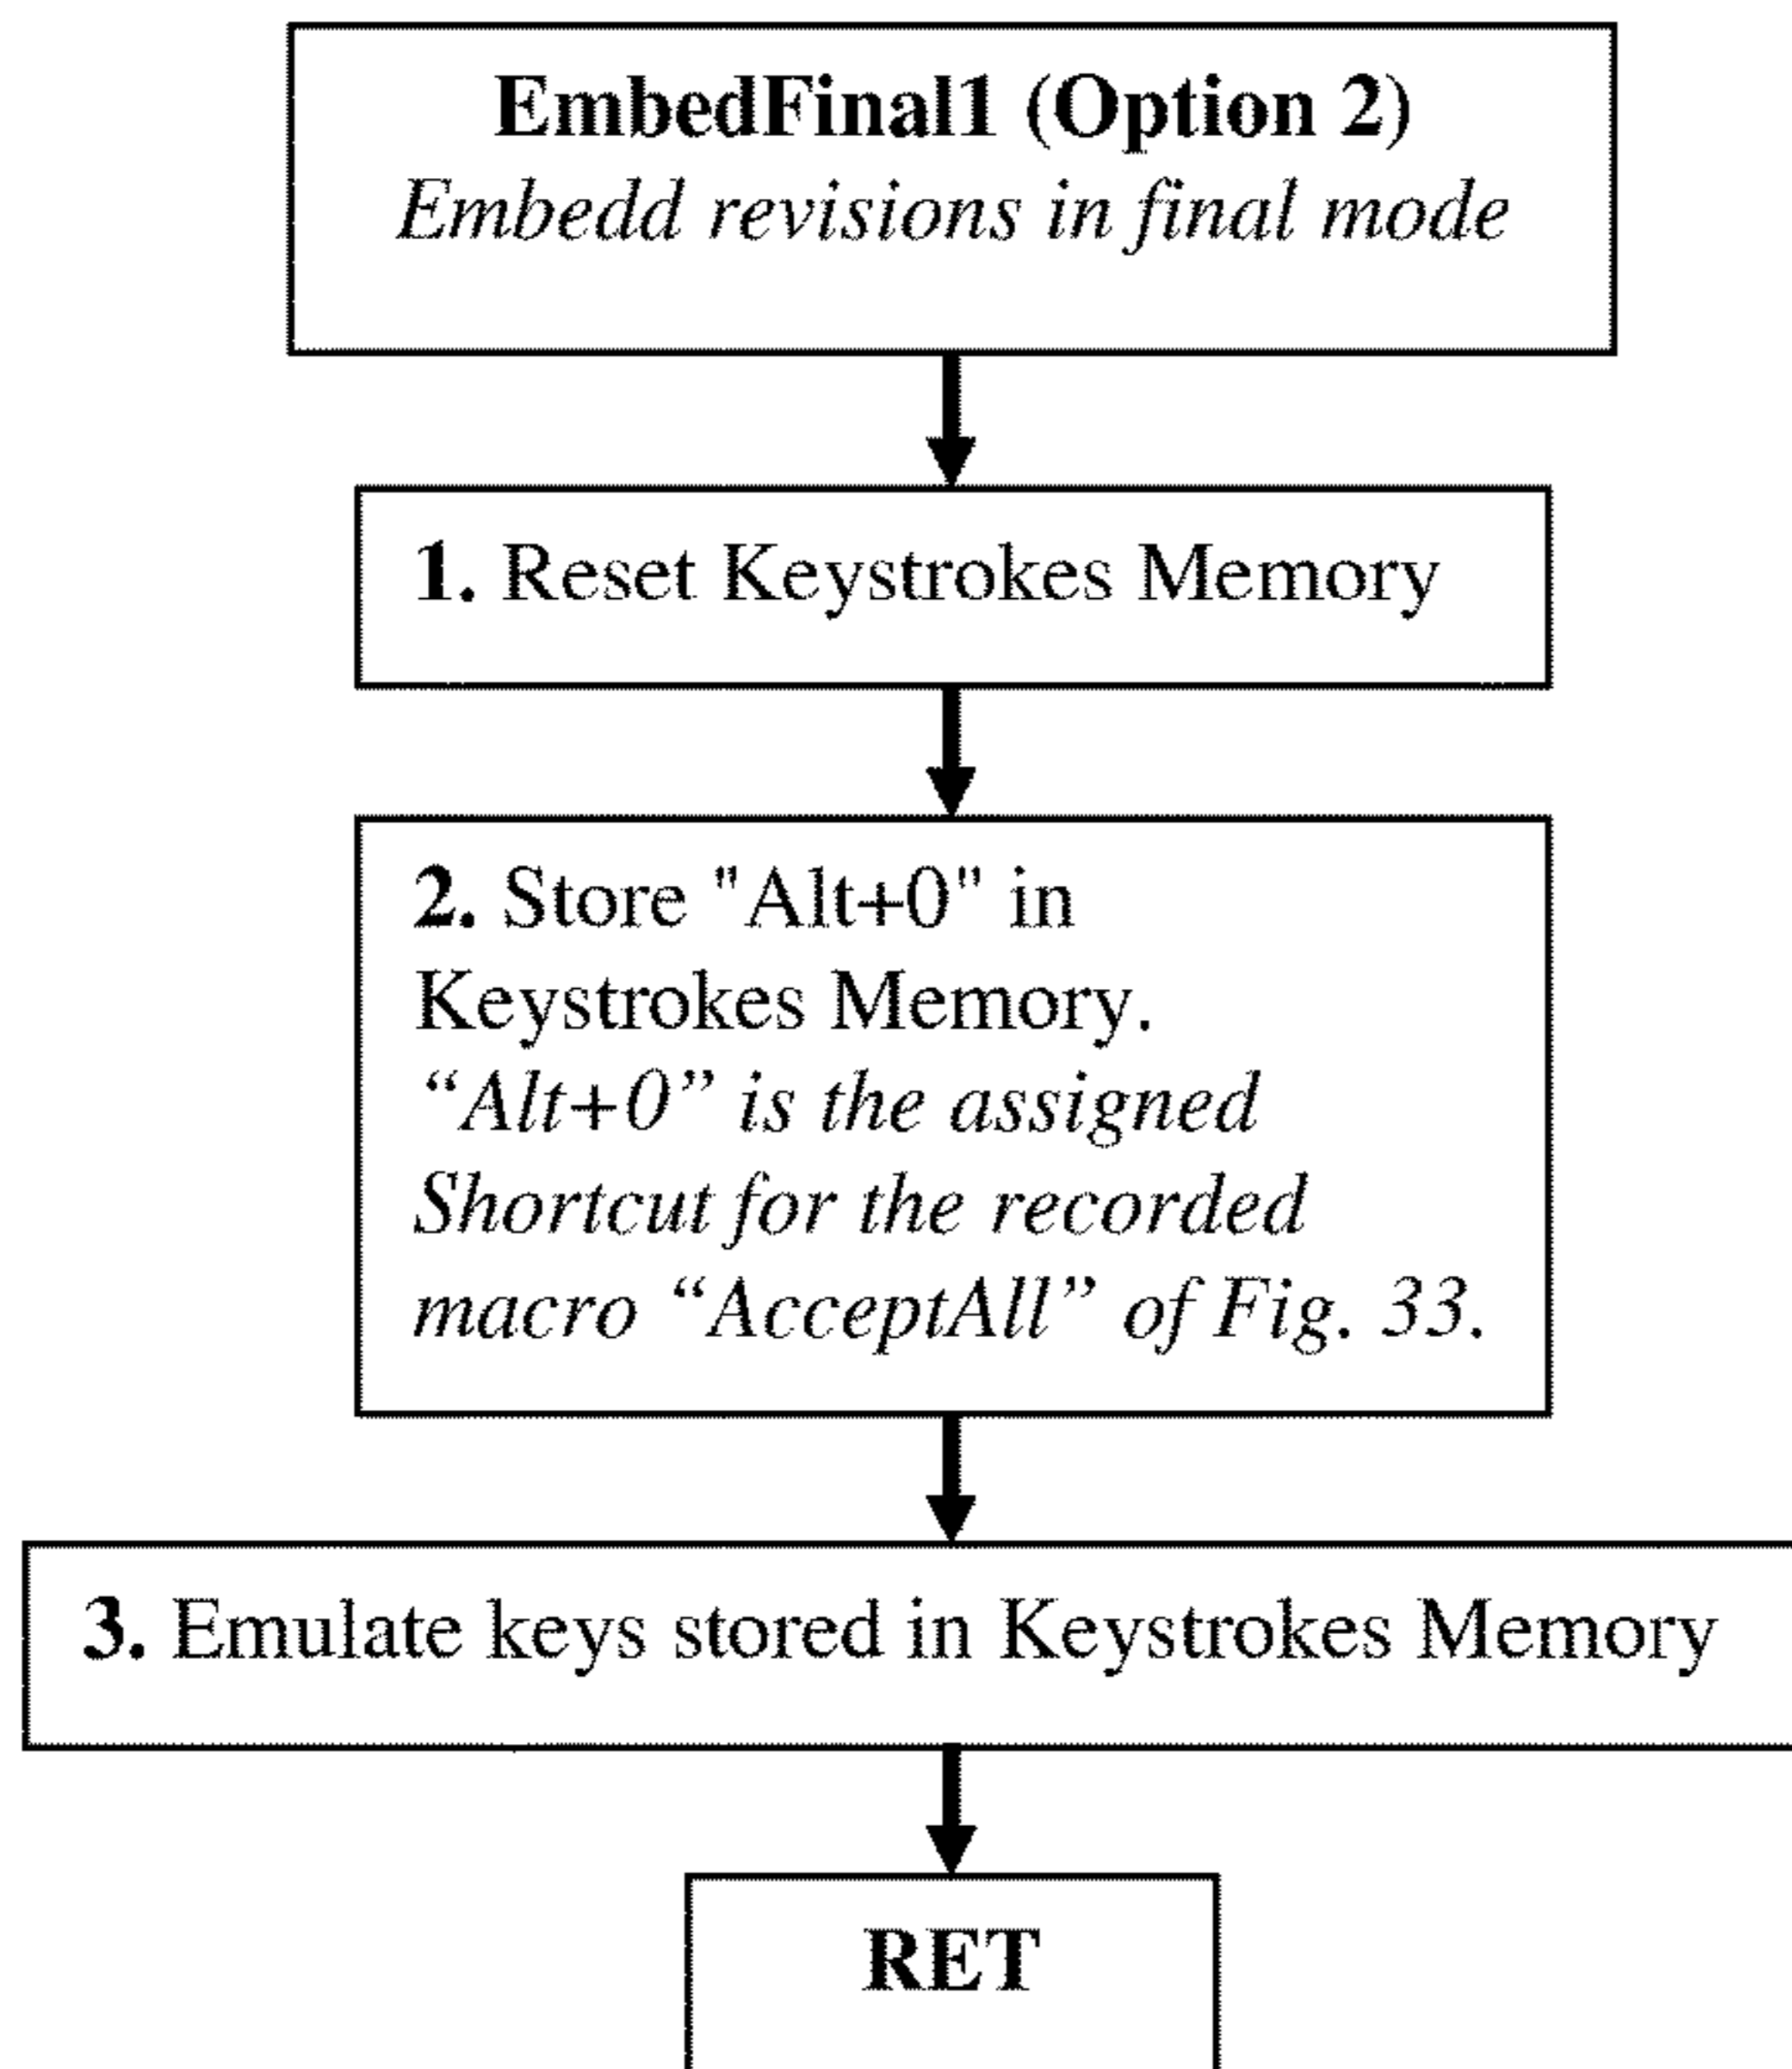 EmbedFinal1 (Option 2)
Embedd revisions in final mode
1. Reset Keystrokes Memory
2. Store "Alt+0" in
Keystrokes Memory.
“Alt+0” is the assigned
Shortcut for the recorded
macro “AcceptAll” of Fig. 33.
3. Emulate keys stored in Keystrokes Memory
RET